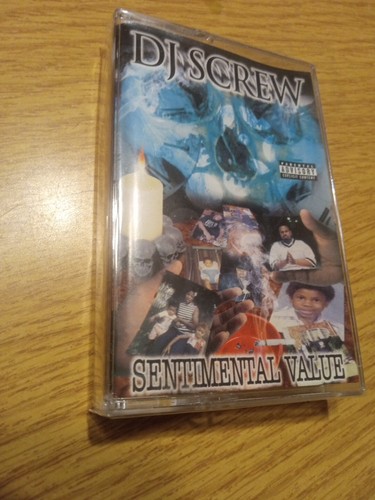 DJ SCREW
PARENTAL
ADVISORY
EXPLICIT CONTENT
SENTIMENTAL VALUE